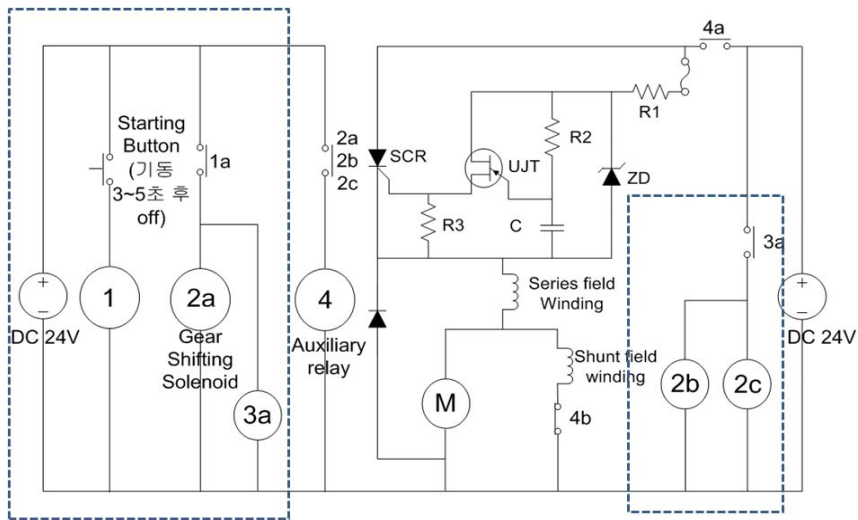 4a
Starting
Button
(기동
3~5초 후
off)
1a
2a
2b
2c
SCR
UJT
R1
R2
ZD
R3
C
3a
+
−
DC 24V
1
2a
Gear
Shifting
Solenoid
3a
4
Auxiliary
relay
Series field
Winding
Shunt field
winding
M
4b
2b
2c
+
−
DC 24V